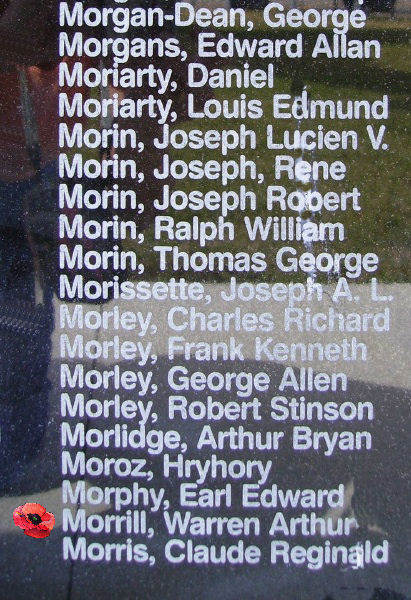 Morgan-Dean, George
Morgans, Edward Allan
Moriarty, Daniel
Moriarty, Louis Edmund
Morin, Joseph Lucien V.
Morin, Joseph, Rene
Morin, Joseph Robert
Morin, Ralph William
Morin, Thomas George
Morissette, Joseph A. L.
Morley, Charles Richard
Morley, Frank Kenneth
Morley, George Allen
Morley, Robert Stinson
Morlidge, Arthur Bryan
Moroz, Hryhory
Morphy, Earl Edward
Morrill, Warren Arthur
Morris, Claude Reginald